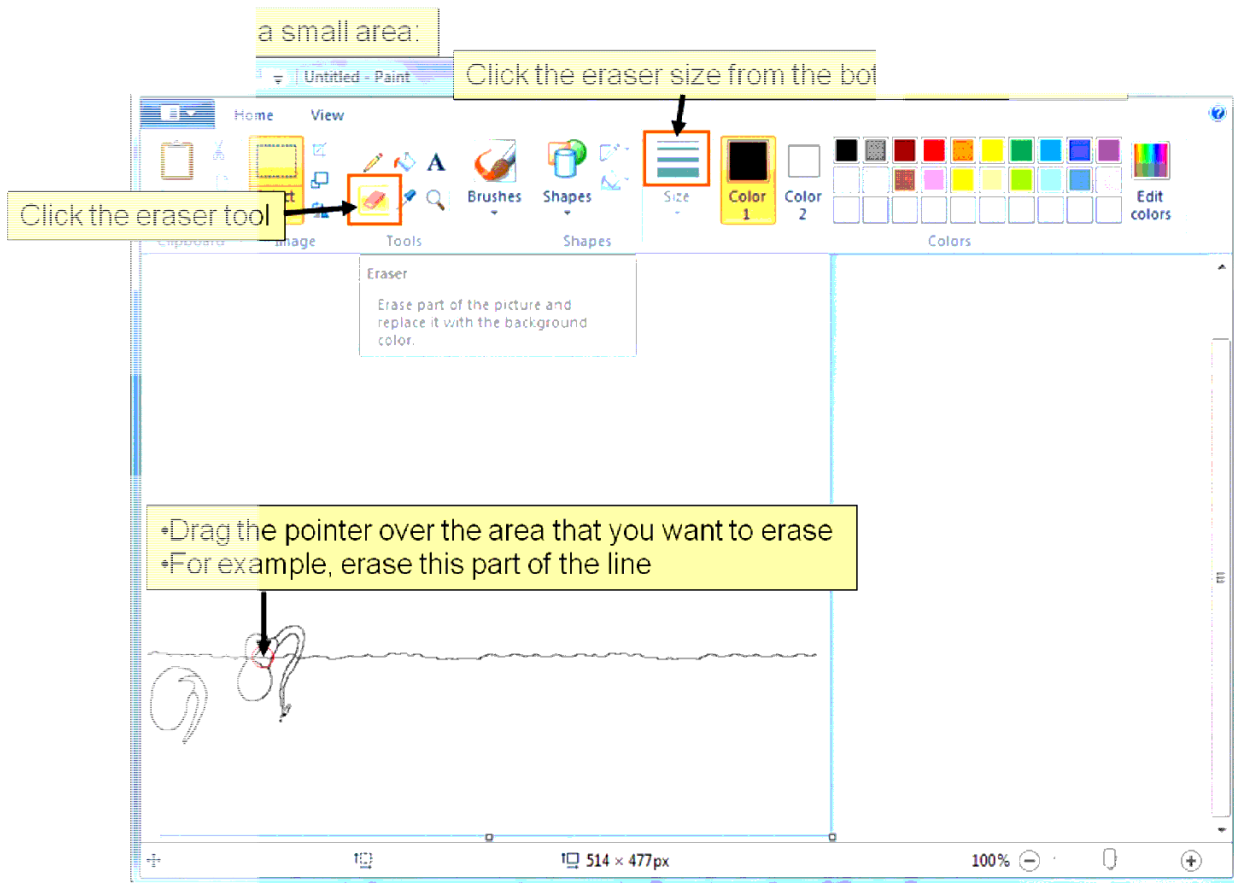 a small area:
Untitled - Paint
Click the eraser size from the bot
Home View
Click the eraser tool
Brushes
Shapes
Size
Color 1
Color 2
Edit colors
Clipboard
Image
Tools
Shapes
Colors
Eraser
Erase part of the picture and
replace it with the background
color.
•Drag the pointer over the area that you want to erase
•For example, erase this part of the line
514 × 477px
100%